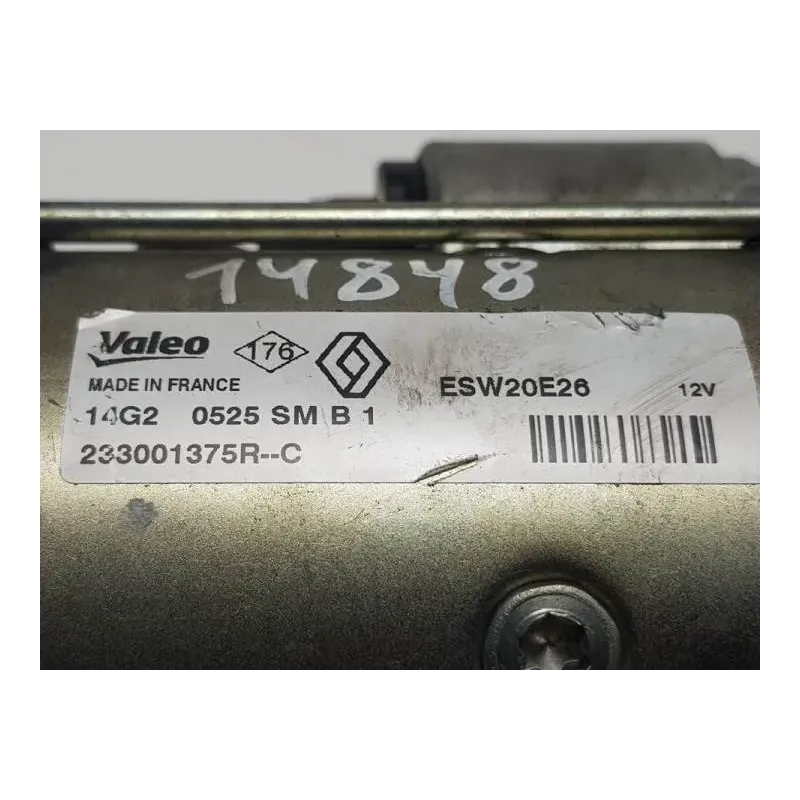 14848
Valeo 176
MADE IN FRANCE ESW20E26 12V
14G2 0525 SM B 1
233001375R--C